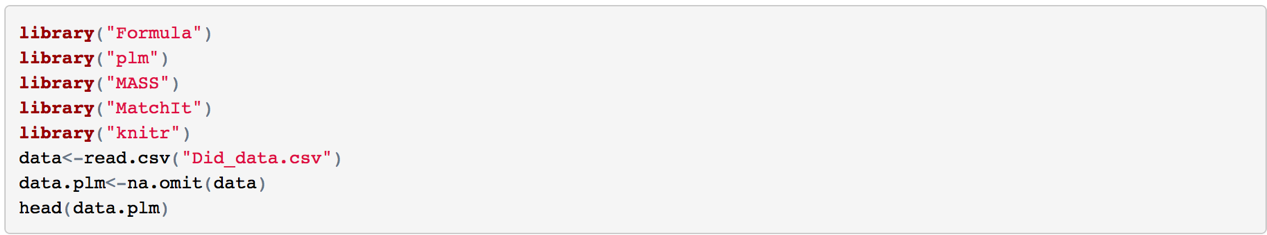 library("Formula")
library("plm")
library("MASS")
library("MatchIt")
library("knitr")
data<-read.csv("Did_data.csv")
data.plm<-na.omit(data)
head(data.plm)